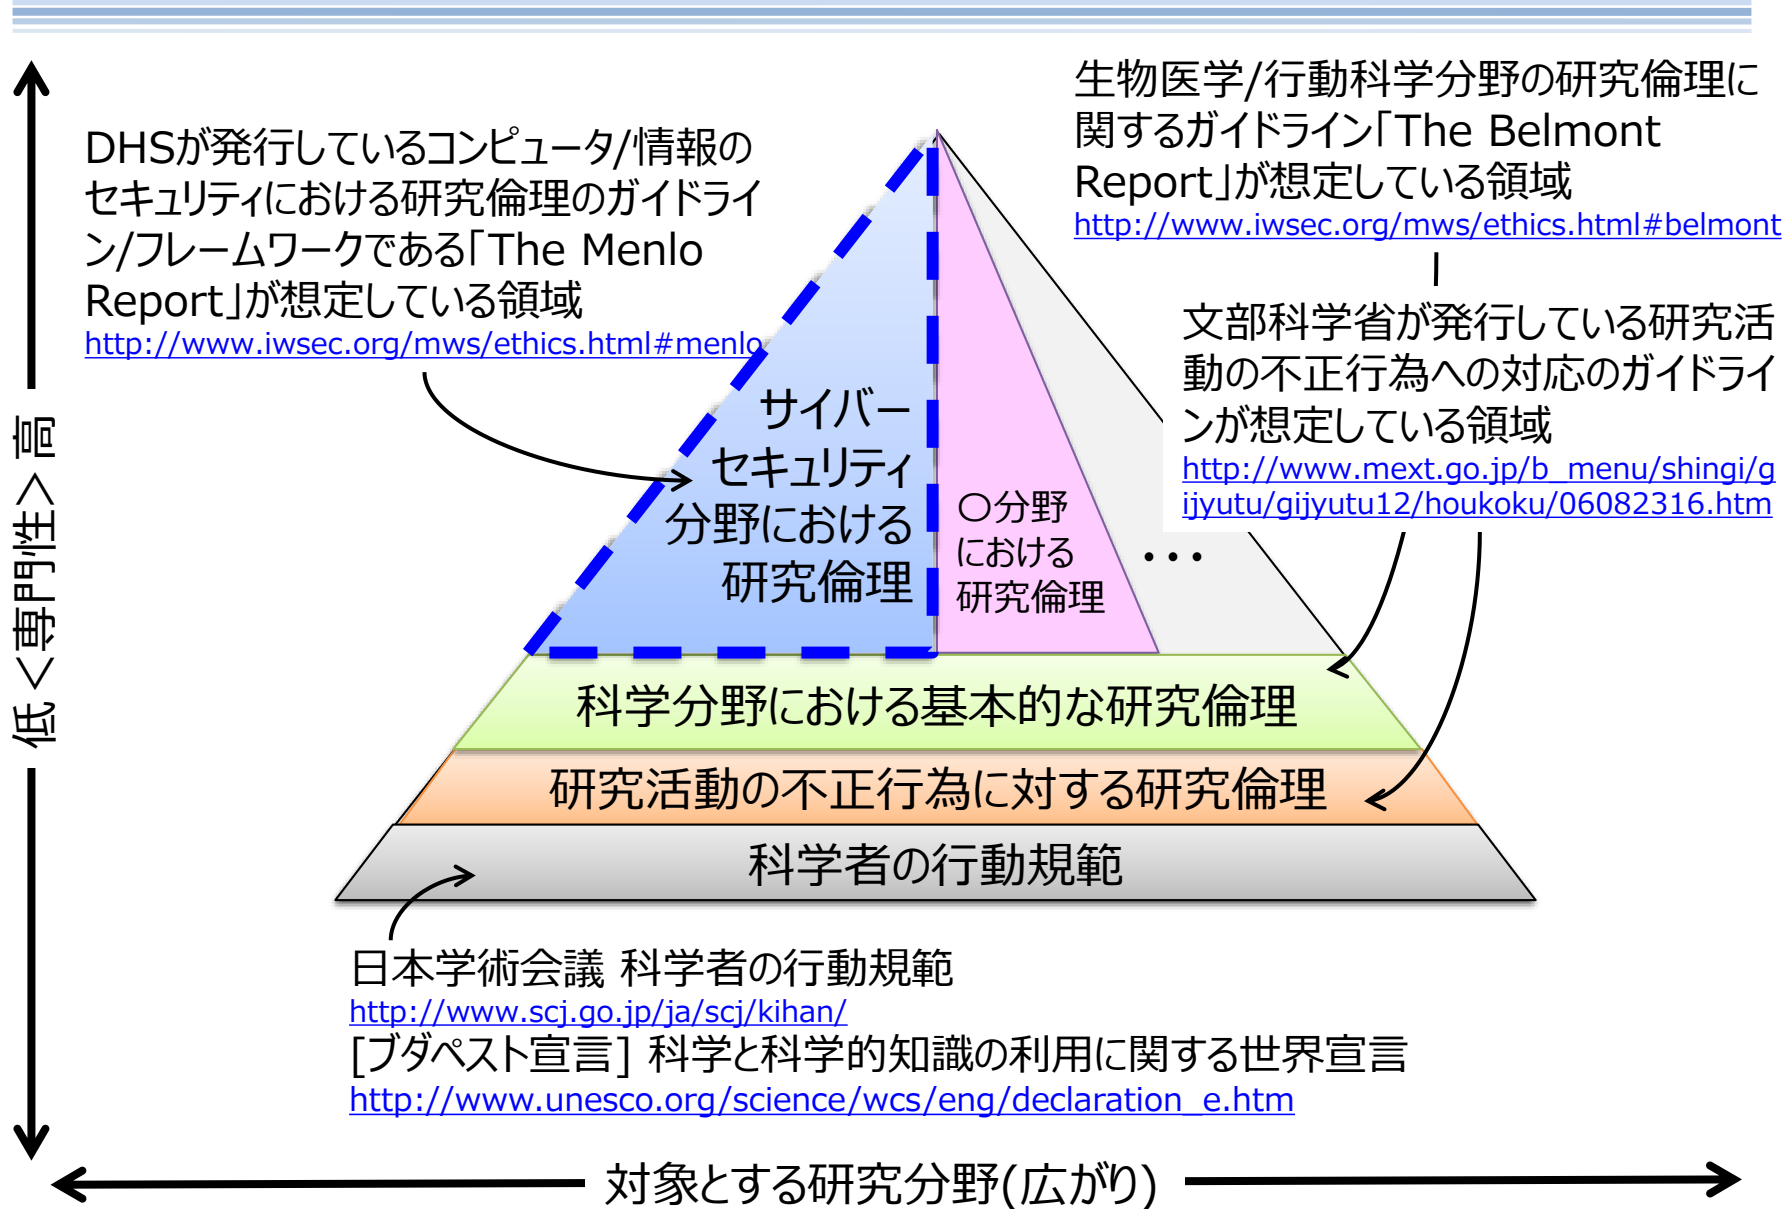 生物医学/行動科学分野の研究倫理に
関するガイドライン「The Belmont
Report」が想定している領域
http://www.iwsec.org/mws/ethics.html#belmont
DHSが発行しているコンピュータ/情報の
セキュリティにおける研究倫理のガイドライ
ン/フレームワークである「The Menlo
Report」が想定している領域
http://www.iwsec.org/mws/ethics.html#menlo
文部科学省が発行している研究活
動の不正行為への対応のガイドライ
ンが想定している領域
http://www.mext.go.jp/b_menu/shingi/g
ijyutu/gijyutu12/houkoku/06082316.htm
低 <専門性> 高
サイバー
セキュリティ
分野における
研究倫理
〇分野
における
研究倫理
・・・
科学分野における基本的な研究倫理
研究活動の不正行為に対する研究倫理
科学者の行動規範
日本学術会議 科学者の行動規範
http://www.scj.go.jp/ja/scj/kihan/
[ブダペスト宣言] 科学と科学的知識の利用に関する世界宣言
http://www.unesco.org/science/wcs/eng/declaration_e.htm
対象とする研究分野(広がり)